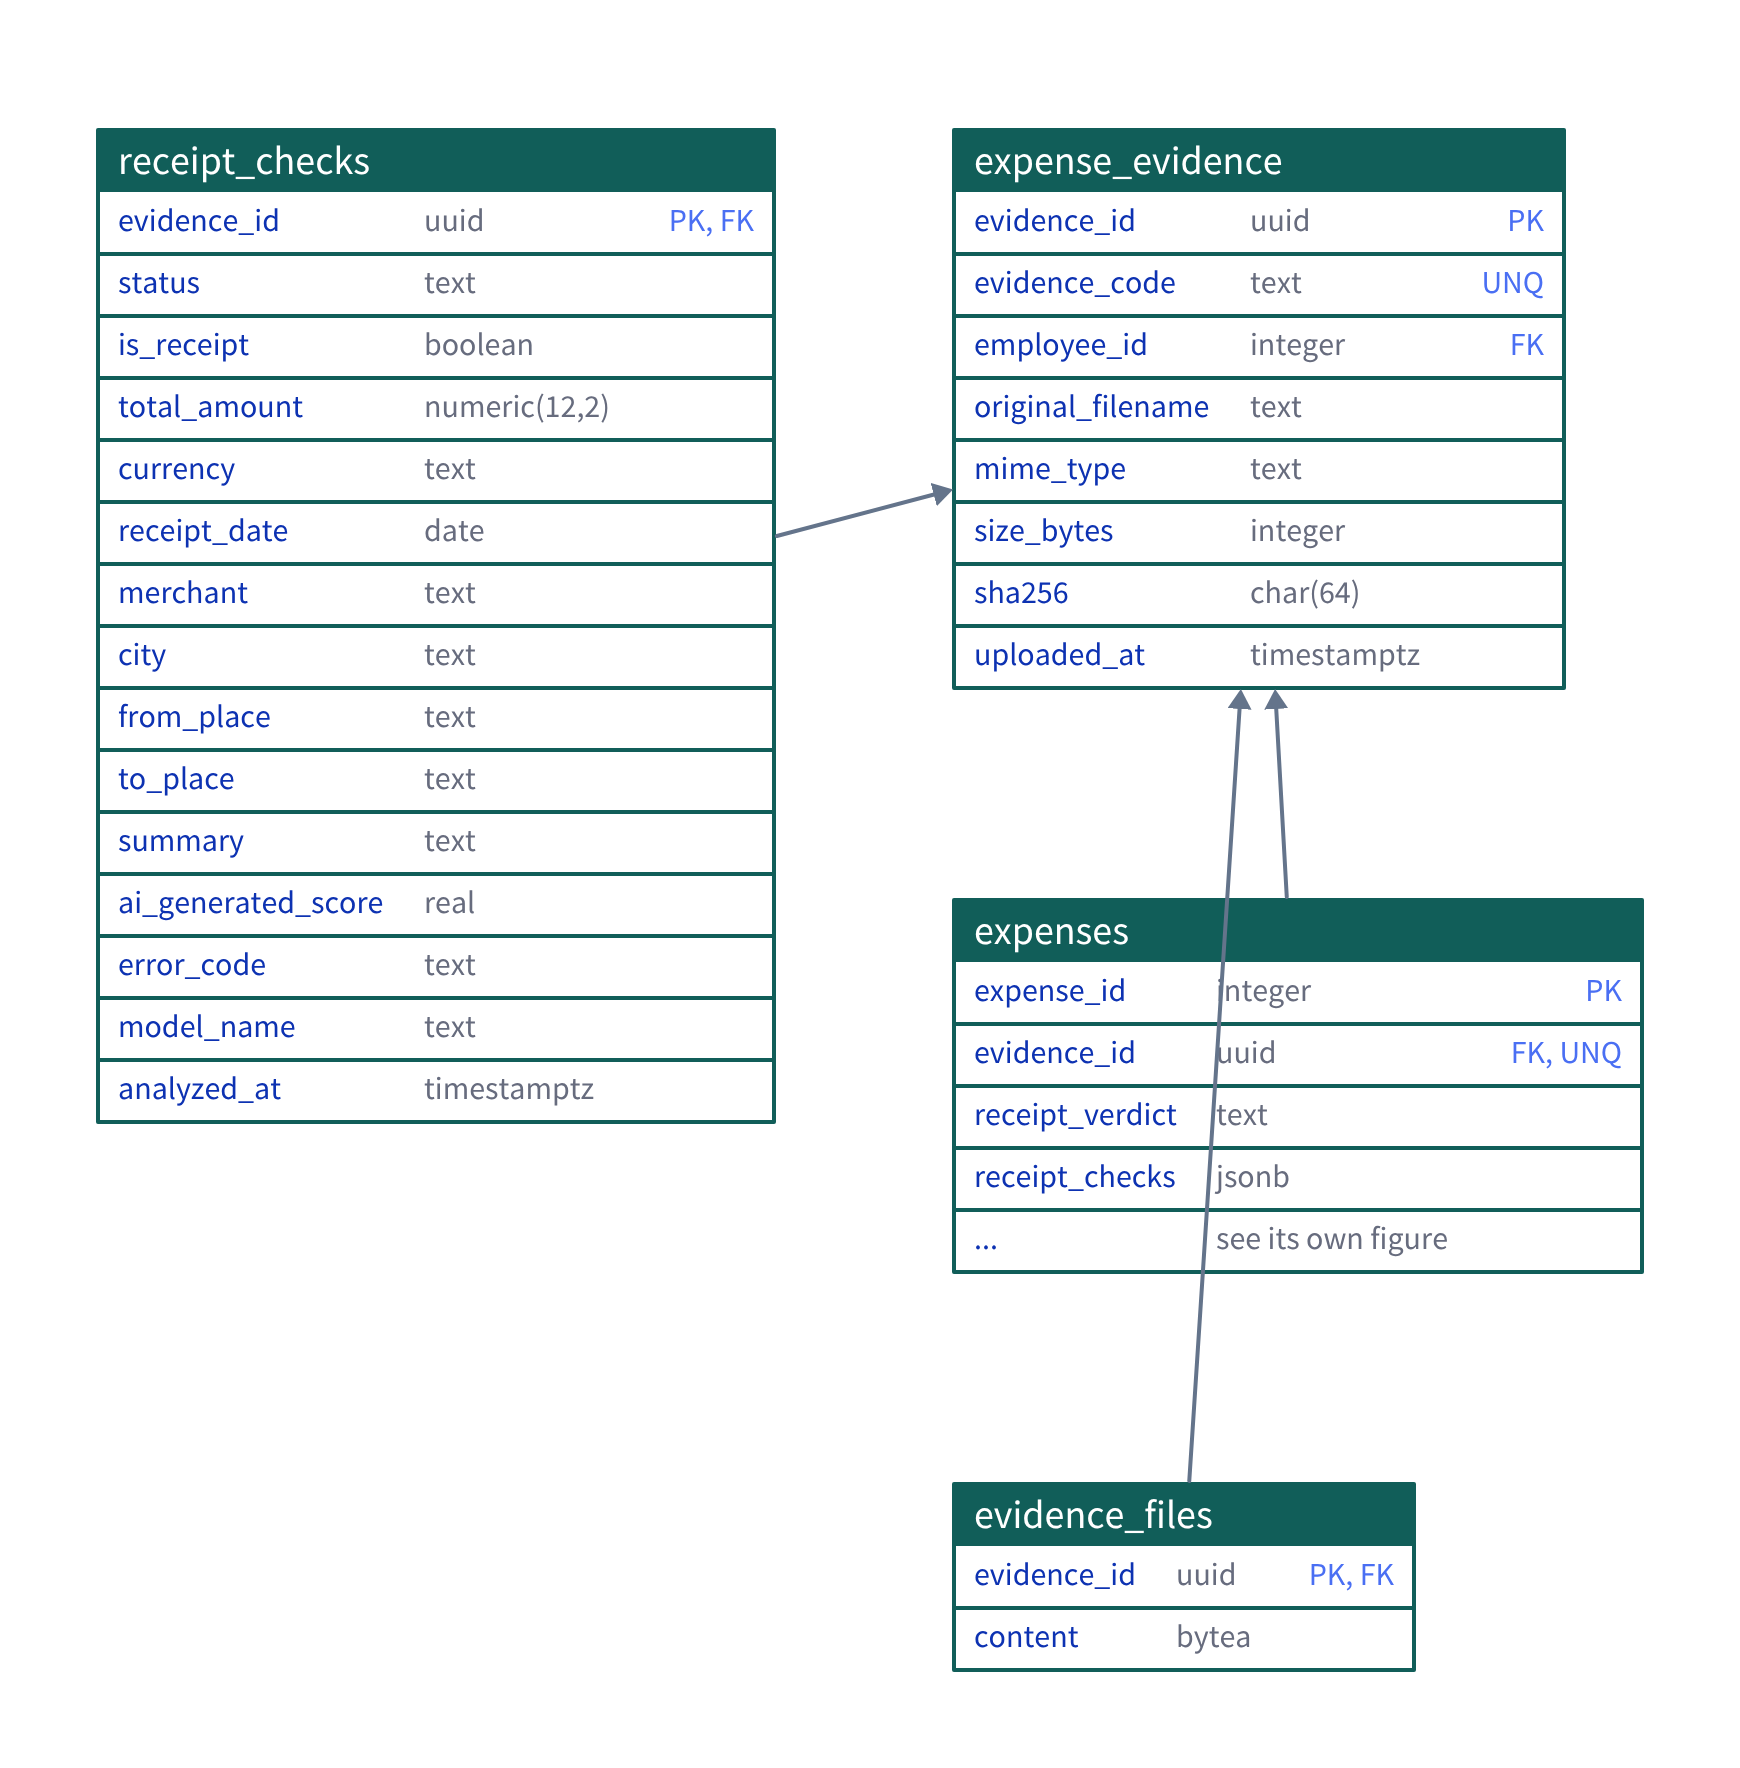 receipt_checks
evidence_id uuid PK, FK
status text
is_receipt boolean
total_amount numeric(12,2)
currency text
receipt_date date
merchant text
city text
from_place text
to_place text
summary text
ai_generated_score real
error_code text
model_name text
analyzed_at timestamptz
expense_evidence
evidence_id uuid PK
evidence_code text UNQ
employee_id integer FK
original_filename text
mime_type text
size_bytes integer
sha256 char(64)
uploaded_at timestamptz
expenses
expense_id integer PK
evidence_id uuid FK, UNQ
receipt_verdict text
receipt_checks jsonb
... see its own figure
evidence_files
evidence_id uuid PK, FK
content bytea